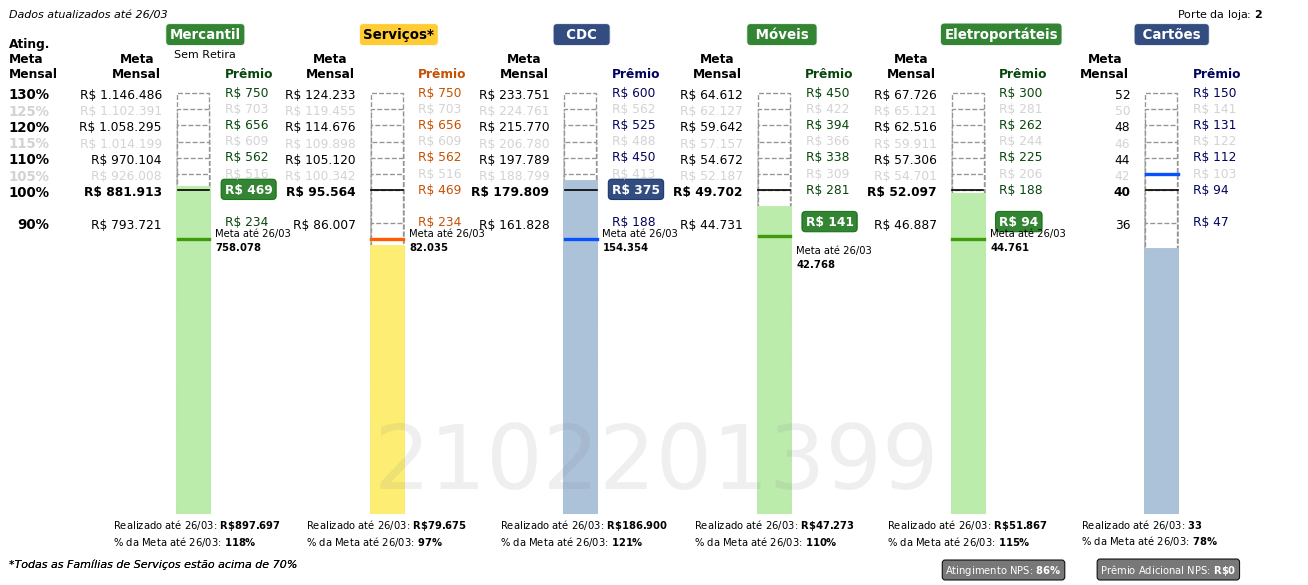 Dados atualizados até 26/03 Porte da loja: 2
Mercantil Serviços* CDC Móveis Eletroportáteis Cartões
Sem Retira
Ating. Meta Mensal Meta Mensal Prêmio Meta Mensal Prêmio Meta Mensal Prêmio Meta Mensal Prêmio Meta Mensal Prêmio Meta Mensal Prêmio
130% R$ 1.146.486 R$ 750 R$ 124.233 R$ 750 R$ 233.751 R$ 600 R$ 64.612 R$ 450 R$ 67.726 R$ 300 52 R$ 150
125% R$ 1.102.391 R$ 703 R$ 119.455 R$ 703 R$ 224.761 R$ 562 R$ 62.127 R$ 422 R$ 65.121 R$ 281 50 R$ 141
120% R$ 1.058.295 R$ 656 R$ 114.676 R$ 656 R$ 215.770 R$ 525 R$ 59.642 R$ 394 R$ 62.516 R$ 262 48 R$ 131
115% R$ 1.014.199 R$ 609 R$ 109.898 R$ 609 R$ 206.780 R$ 488 R$ 57.157 R$ 366 R$ 59.911 R$ 244 46 R$ 122
110% R$ 970.104 R$ 562 R$ 105.120 R$ 562 R$ 197.789 R$ 450 R$ 54.672 R$ 338 R$ 57.306 R$ 225 44 R$ 112
105% R$ 926.008 R$ 516 R$ 100.342 R$ 516 R$ 188.799 R$ 413 R$ 52.187 R$ 309 R$ 54.701 R$ 206 42 R$ 103
100% R$ 881.913 R$ 469 R$ 95.564 R$ 469 R$ 179.809 R$ 375 R$ 49.702 R$ 281 R$ 52.097 R$ 188 40 R$ 94
90% R$ 793.721 R$ 234 R$ 86.007 R$ 234 R$ 161.828 R$ 188 R$ 44.731 R$ 141 R$ 46.887 R$ 94 36 R$ 47
Meta até 26/03 Meta até 26/03 Meta até 26/03 Meta até 26/03 Meta até 26/03
758.078 82.035 154.354 42.768 44.761
2102201399
Realizado até 26/03: R$897.697 Realizado até 26/03: R$79.675 Realizado até 26/03: R$186.900 Realizado até 26/03: R$47.273 Realizado até 26/03: R$51.867 Realizado até 26/03: 33
% da Meta até 26/03: 118% % da Meta até 26/03: 97% % da Meta até 26/03: 121% % da Meta até 26/03: 110% % da Meta até 26/03: 115% % da Meta até 26/03: 78%
*Todas as Famílias de Serviços estão acima de 70% Atingimento NPS: 86% Prêmio Adicional NPS: R$0